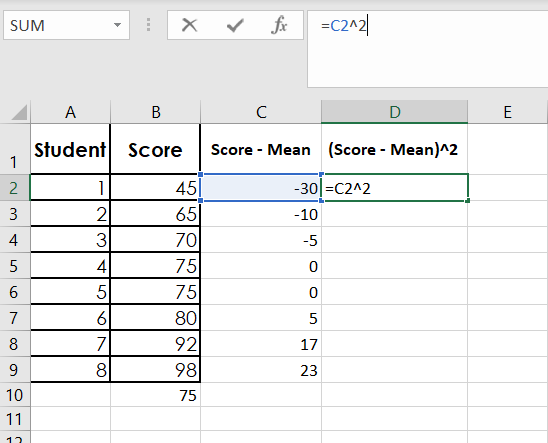 SUM =C2^2
A B C D E
1 Student Score Score - Mean (Score - Mean)^2
2 1 45 -30 =C2^2
3 2 65 -10
4 3 70 -5
5 4 75 0
6 5 75 0
7 6 80 5
8 7 92 17
9 8 98 23
10 75
11
12